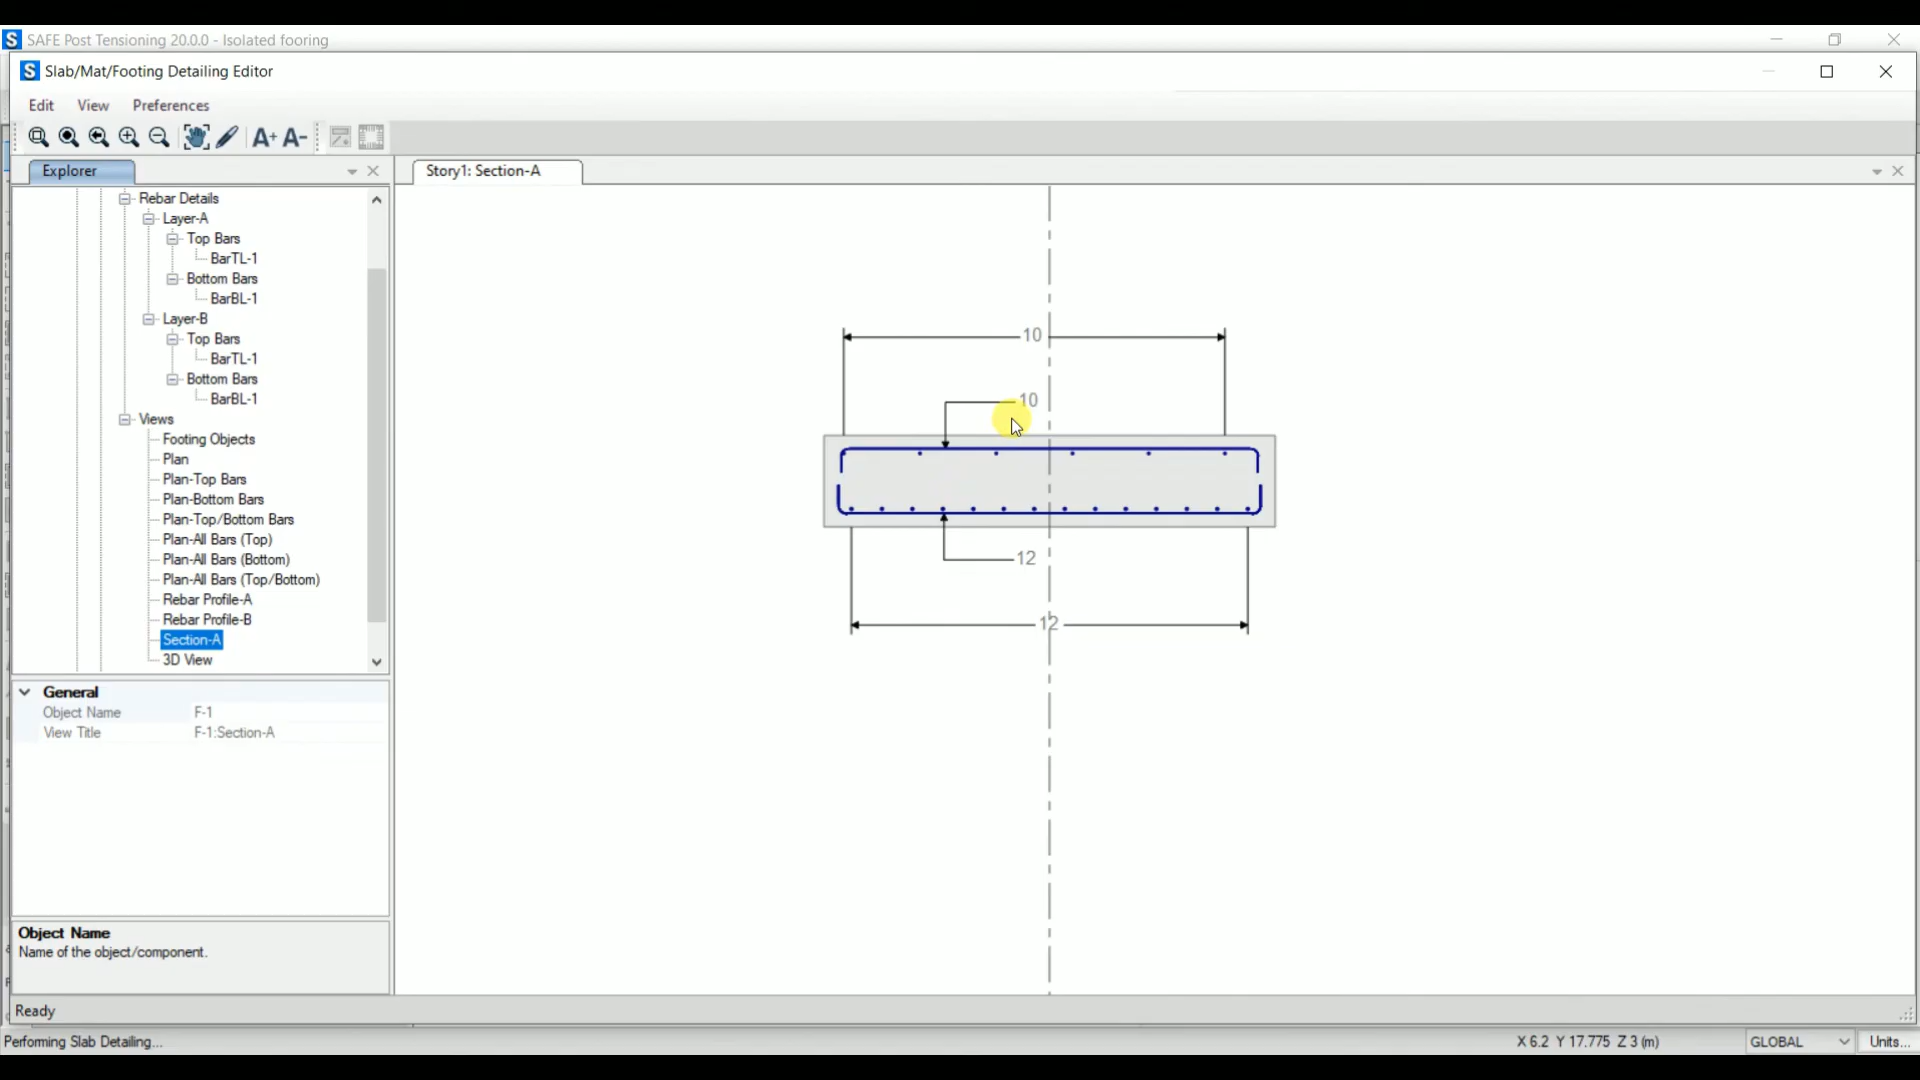 SAFE Post Tensioning 20.0.0 - Isolated fooring
Slab/Mat/Footing Detailing Editor
Edit View Preferences
A+ A-
Explorer
Story1: Section-A
Rebar Details
Layer-A
Top Bars
BarTL-1
Bottom Bars
BarBL-1
Layer-B
Top Bars
BarTL-1
Bottom Bars
BarBL-1
Views
Footing Objects
Plan
Plan-Top Bars
Plan-Bottom Bars
Plan-Top/Bottom Bars
Plan-All Bars (Top)
Plan-All Bars (Bottom)
Plan-All Bars (Top/Bottom)
Rebar Profile-A
Rebar Profile-B
Section-A
3D View
10
10
12
12
General
Object Name F-1
View Title F-1:Section-A
Object Name
Name of the object/component.
Ready
Performing Slab Detailing...
X 6.2 Y 17.775 Z 3 (m)
GLOBAL
Units...